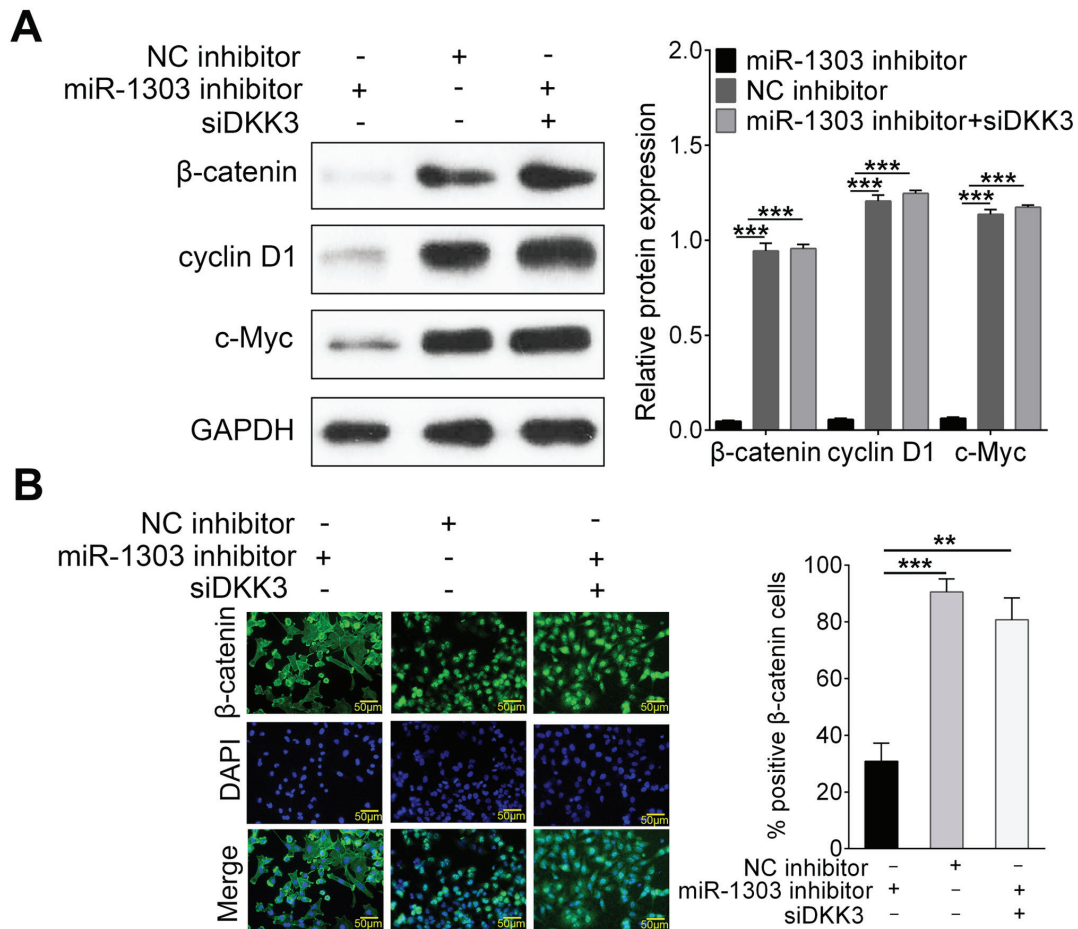 A
NC inhibitor - + -
miR-1303 inhibitor + - +
siDKK3 - - +
β-catenin
cyclin D1
c-Myc
GAPDH
Relative protein expression
2.0
1.5
1.0
0.5
0.0
miR-1303 inhibitor
NC inhibitor
miR-1303 inhibitor+siDKK3
*** *** *** *** *** ***
β-catenin cyclin D1 c-Myc
B
NC inhibitor - + -
miR-1303 inhibitor + - +
siDKK3 - - +
β-catenin
50μm 50μm 50μm
DAPI
50μm 50μm 50μm
Merge
50μm 50μm 50μm
% positive β-catenin cells
100
80
60
40
20
0
**
***
NC inhibitor - + -
miR-1303 inhibitor + - +
siDKK3 - - +